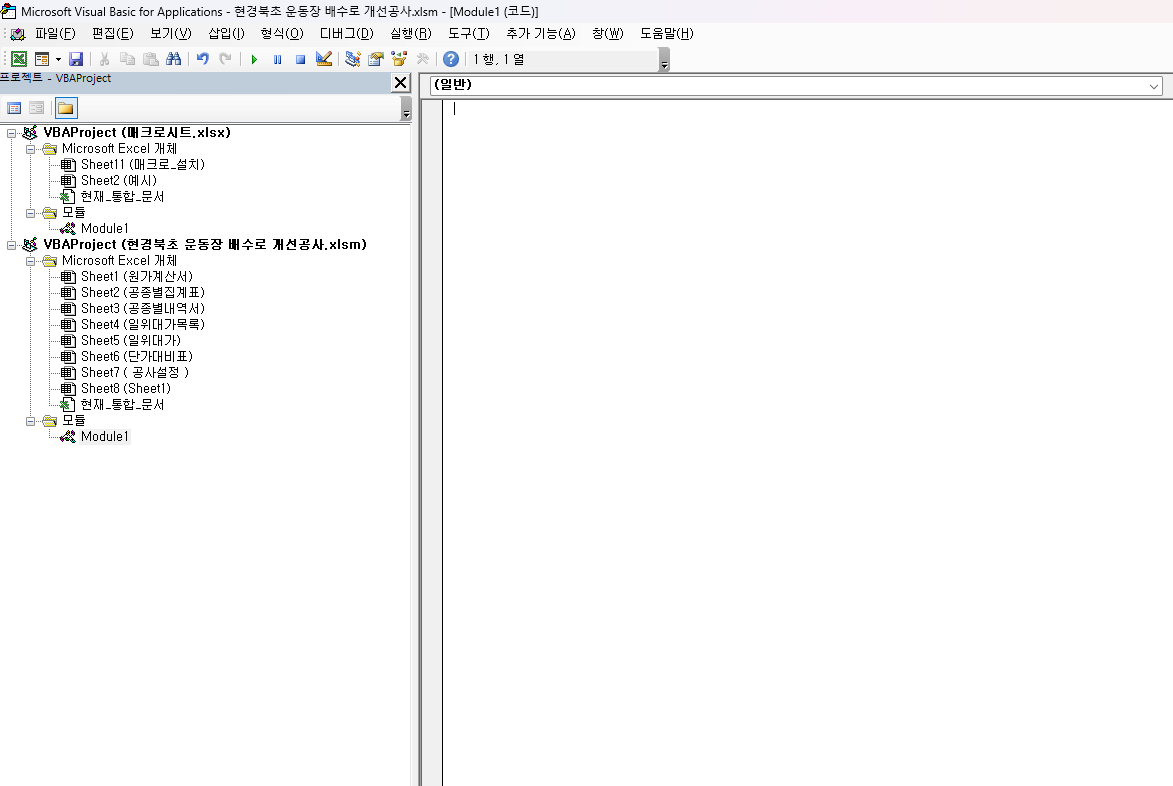 Microsoft Visual Basic for Applications - 현경북초 운동장 배수로 개선공사.xlsm - [Module1 (코드)]
파일(F) 편집(E) 보기(V) 삽입(I) 형식(O) 디버그(D) 실행(R) 도구(T) 추가 기능(A) 창(W) 도움말(H)
1 행, 1 열
프로젝트 - VBAProject
(일반)
VBAProject (매크로시트.xlsx)
Microsoft Excel 개체
Sheet11 (매크로_설치)
Sheet2 (예시)
현재_통합_문서
모듈
Module1
VBAProject (현경북초 운동장 배수로 개선공사.xlsm)
Microsoft Excel 개체
Sheet1 (원가계산서)
Sheet2 (공종별집계표)
Sheet3 (공종별내역서)
Sheet4 (일위대가목록)
Sheet5 (일위대가)
Sheet6 (단가대비표)
Sheet7 ( 공사설정 )
Sheet8 (Sheet1)
현재_통합_문서
모듈
Module1